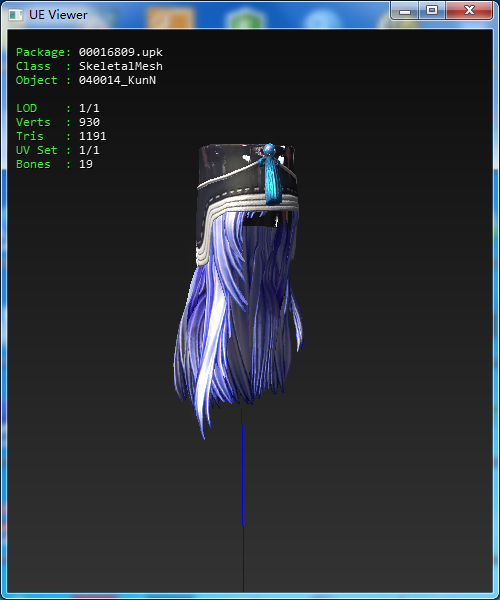 UE Viewer
Package: 00016809.upk
Class : SkeletalMesh
Object : 040014_KunN
LOD : 1/1
Verts : 930
Tris : 1191
UV Set : 1/1
Bones : 19